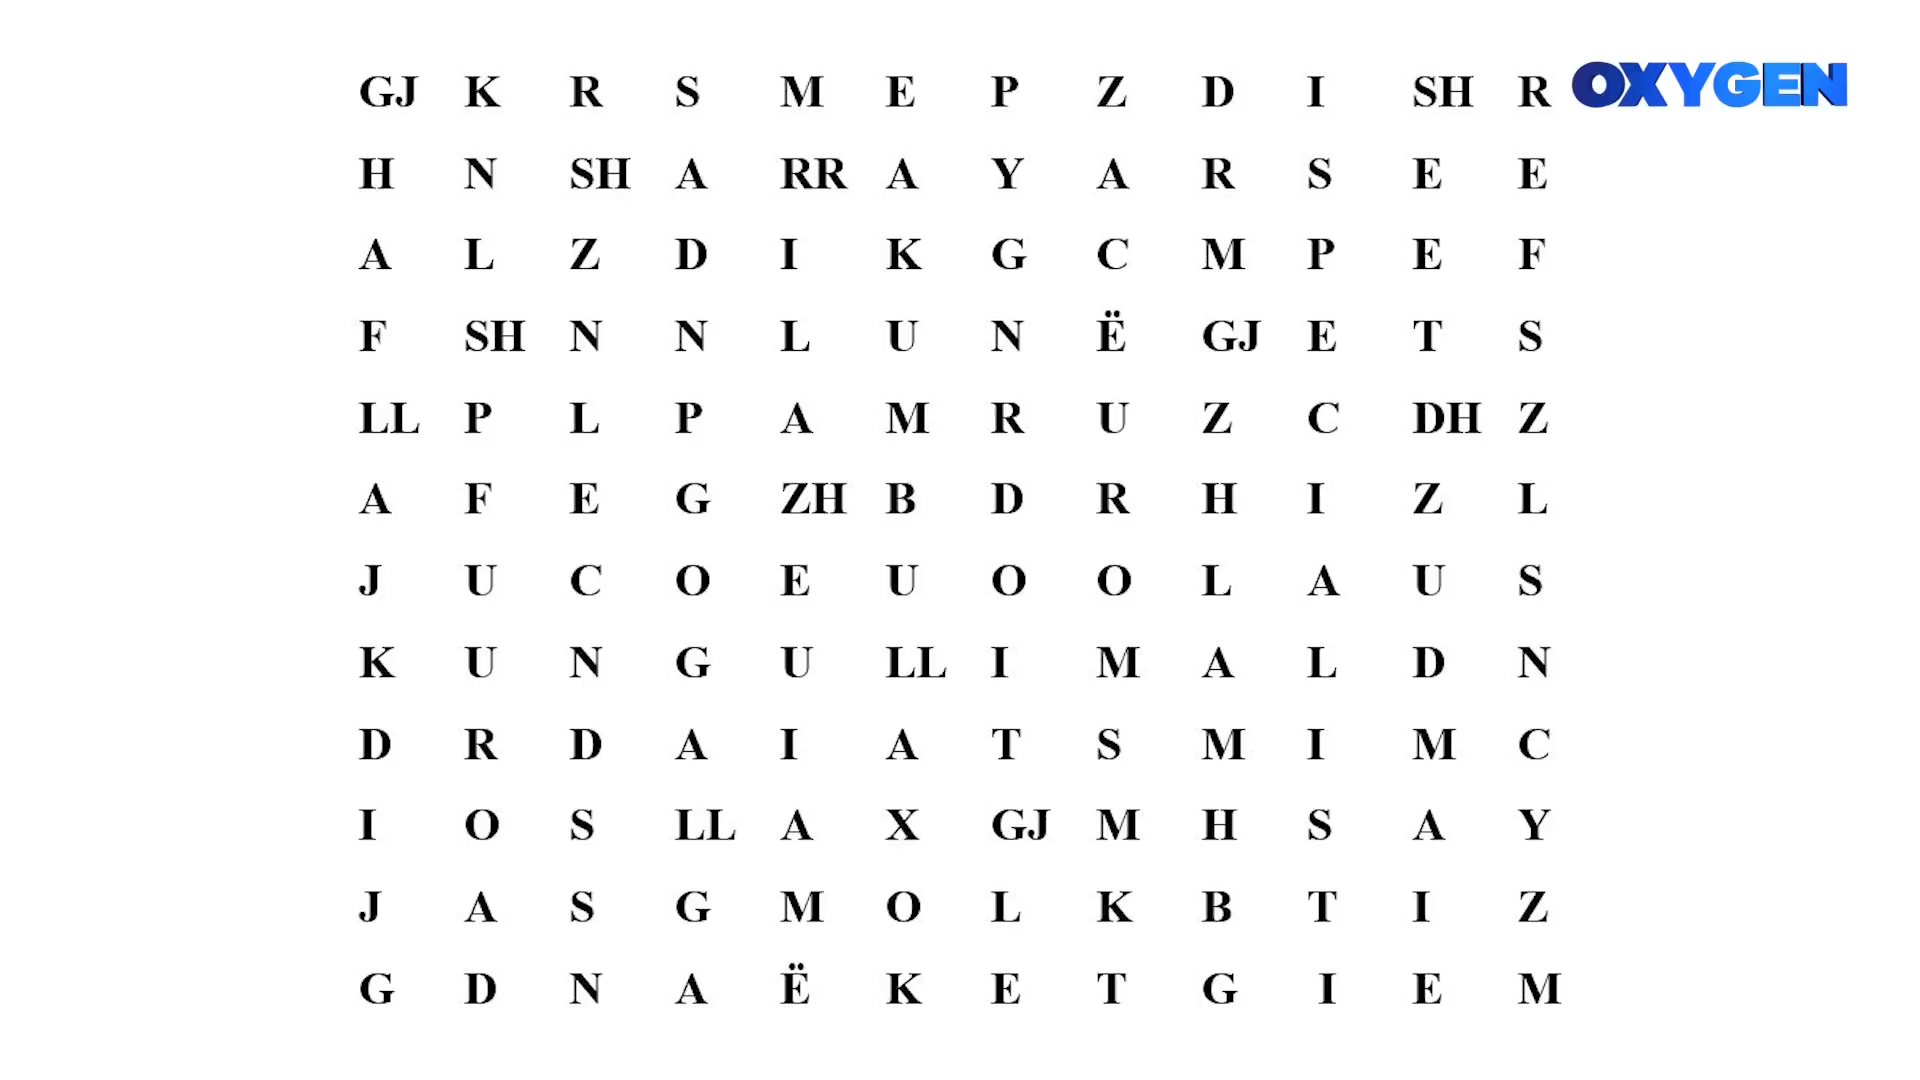 GJ K R S M E P Z D I SH R OXYGEN
H N SH A RR A Y A R S E E
A L Z D I K G C M P E F
F SH N N L U N Ë GJ E T S
LL P L P A M R U Z C DH Z
A F E G ZH B D R H I Z L
J U C O E U O O L A U S
K U N G U LL I M A L D N
D R D A I A T S M I M C
I O S LL A X GJ M H S A Y
J A S G M O L K B T I Z
G D N A Ë K E T G I E M